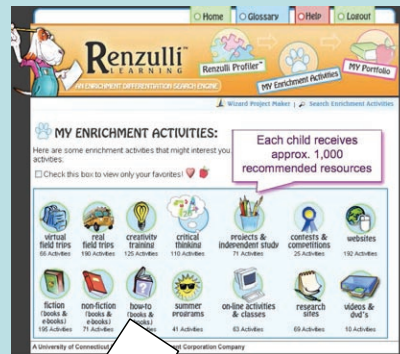 Home
Glossary
Help
Logout
Renzulli™
LEARNING
AN ENRICHMENT DIFFERENTIATION SEARCH ENGINE
Renzulli Profiler™
MY Enrichment Activities
MY Portfolio
Wizard Project Maker | Search Enrichment Activities
MY ENRICHMENT ACTIVITIES:
Here are some enrichment activities that might interest you
activities.
Check this box to view only your favorites!
Each child receives
approx. 1,000
recommended resources
virtual
field trips
66 Activities
real
field trips
190 Activities
creativity
training
125 Activities
critical
thinking
110 Activities
projects &
independent study
71 Activities
contests &
competitions
25 Activities
websites
192 Activities
fiction
(books &
e-books)
195 Activities
non-fiction
(books &
e-books)
71 Activities
how-to
(books &
summer
programs
41 Activities
on-line activities
& classes
83 Activities
research
sites
69 Activities
videos &
dvd's
10 Activities
A University of Connecticut
ent Corporation Company